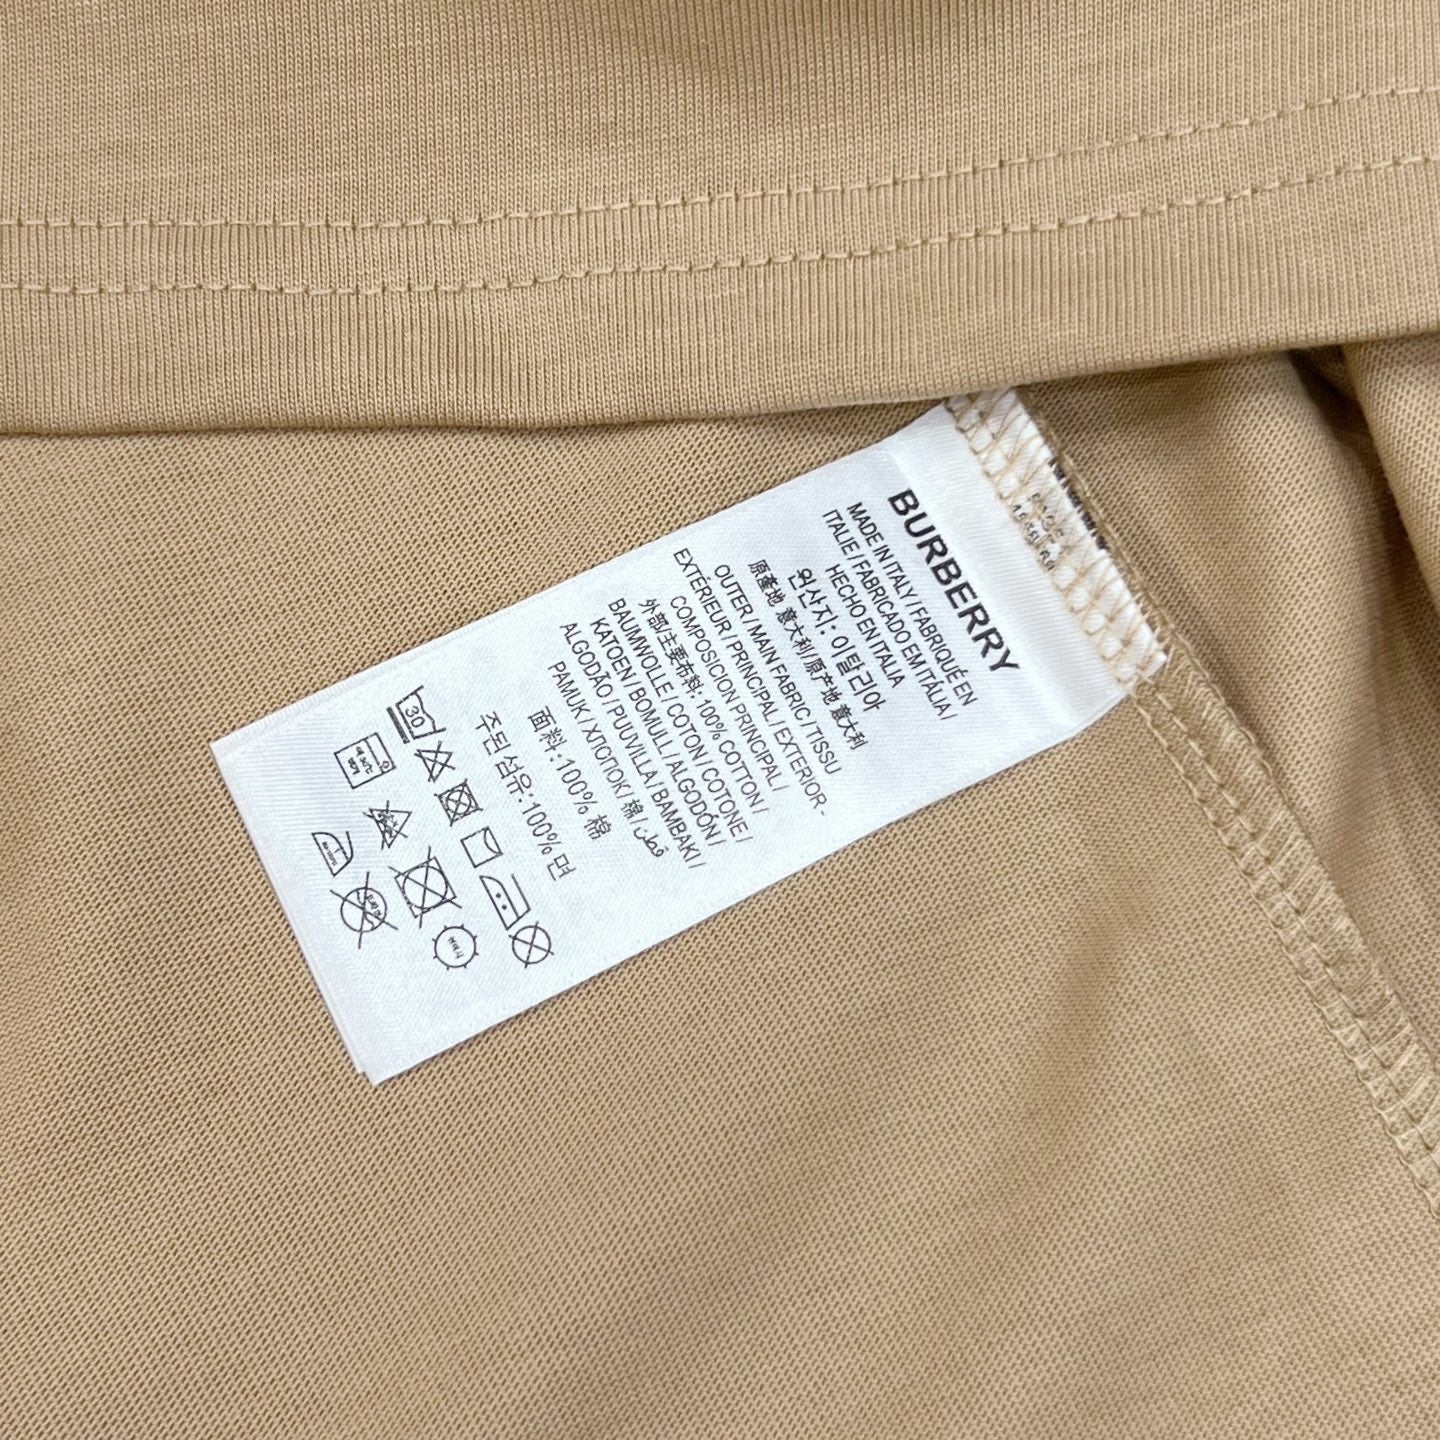 BURBERRY
MADE IN ITALY / FABRIQUÉ EN
ITALIE / FABRICADO EM ITÁLIA /
HECHO EN ITALIA
원산지: 이탈리아
原產地 意大利/原产地 意大利
OUTER / MAIN FABRIC / TISSU
EXTÉRIEUR / PRINCIPAL / EXTERIOR-
COMPOSICION PRINCIPAL /
外部/主要布料: 100% COTTON /
BAUMWOLLE / COTON / COTONE /
KATOEN / BOMULL / ALGODÓN /
ALGODÃO / PUUVILLA / BAMBAKI /
PAMUK / ХЛОПОК / 棉 / قطن
面料:100% 棉
주된 섬유: 100% 면
30